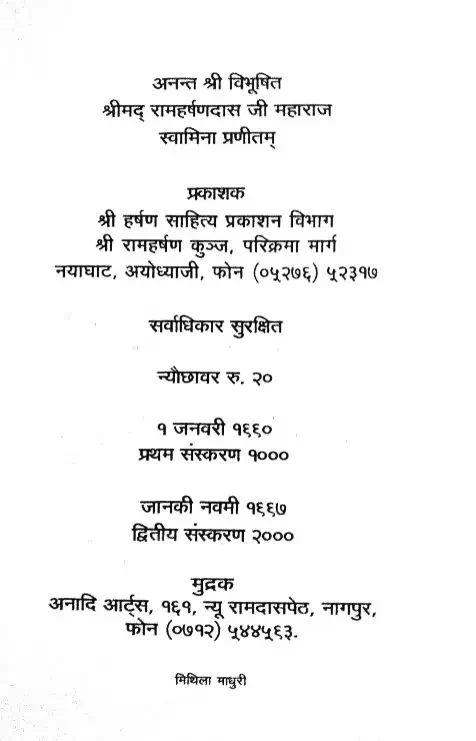 अनन्त श्री विभूषित
श्रीमद् रामहर्षणदास जी महाराज
स्वामिना प्रणीतम्
प्रकाशक
श्री हर्षण साहित्य प्रकाशन विभाग
श्री रामहर्षण कुञ्ज, परिक्रमा मार्ग
नयाघाट, अयोध्याजी, फोन (०५२७६) ५२३१७
सर्वाधिकार सुरक्षित
न्यौछावर रु. २०
१ जनवरी १९९०
प्रथम संस्करण १०००
जानकी नवमी १९९७
द्वितीय संस्करण २०००
मुद्रक
अनादि आर्ट्स, १६१, न्यू रामदासपेठ, नागपुर,
फोन (०७१२) ५४४५६३.
मिथिला माधुरी